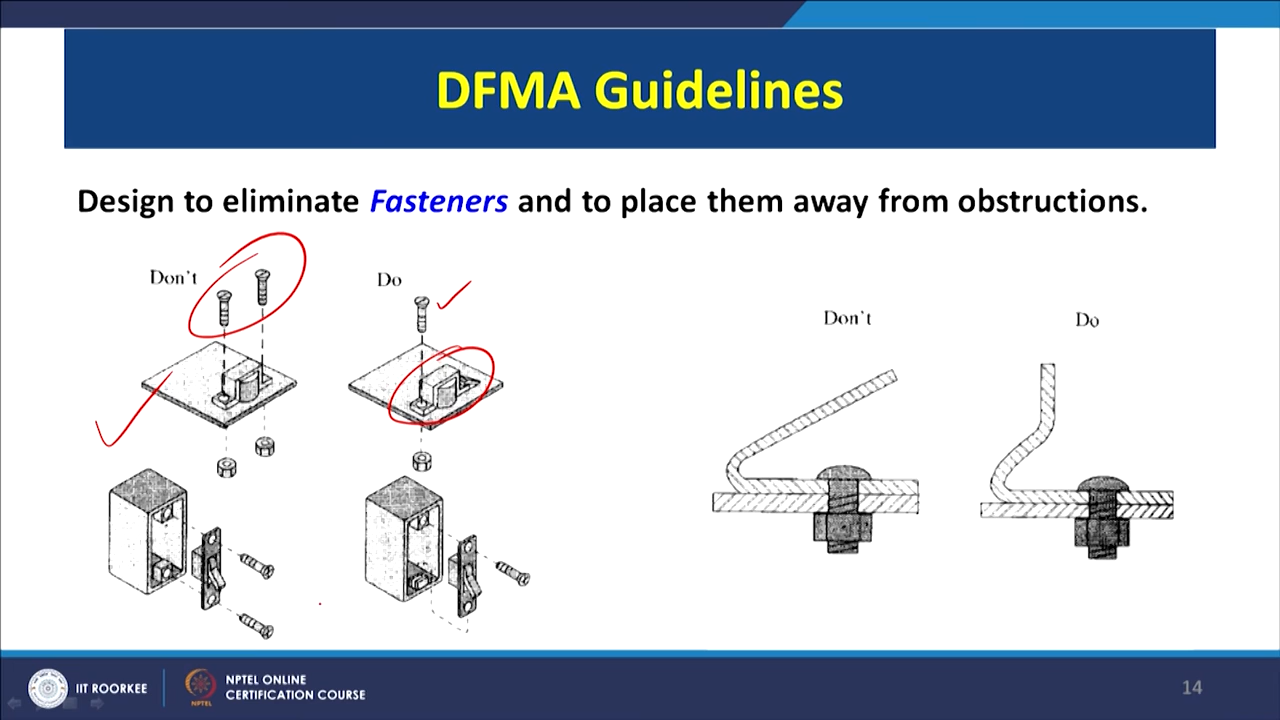 DFMA Guidelines
Design to eliminate Fasteners and to place them away from obstructions.
Don't
Do
Don't
Do
IIT ROORKEE
NPTEL
NPTEL ONLINE
CERTIFICATION COURSE
14